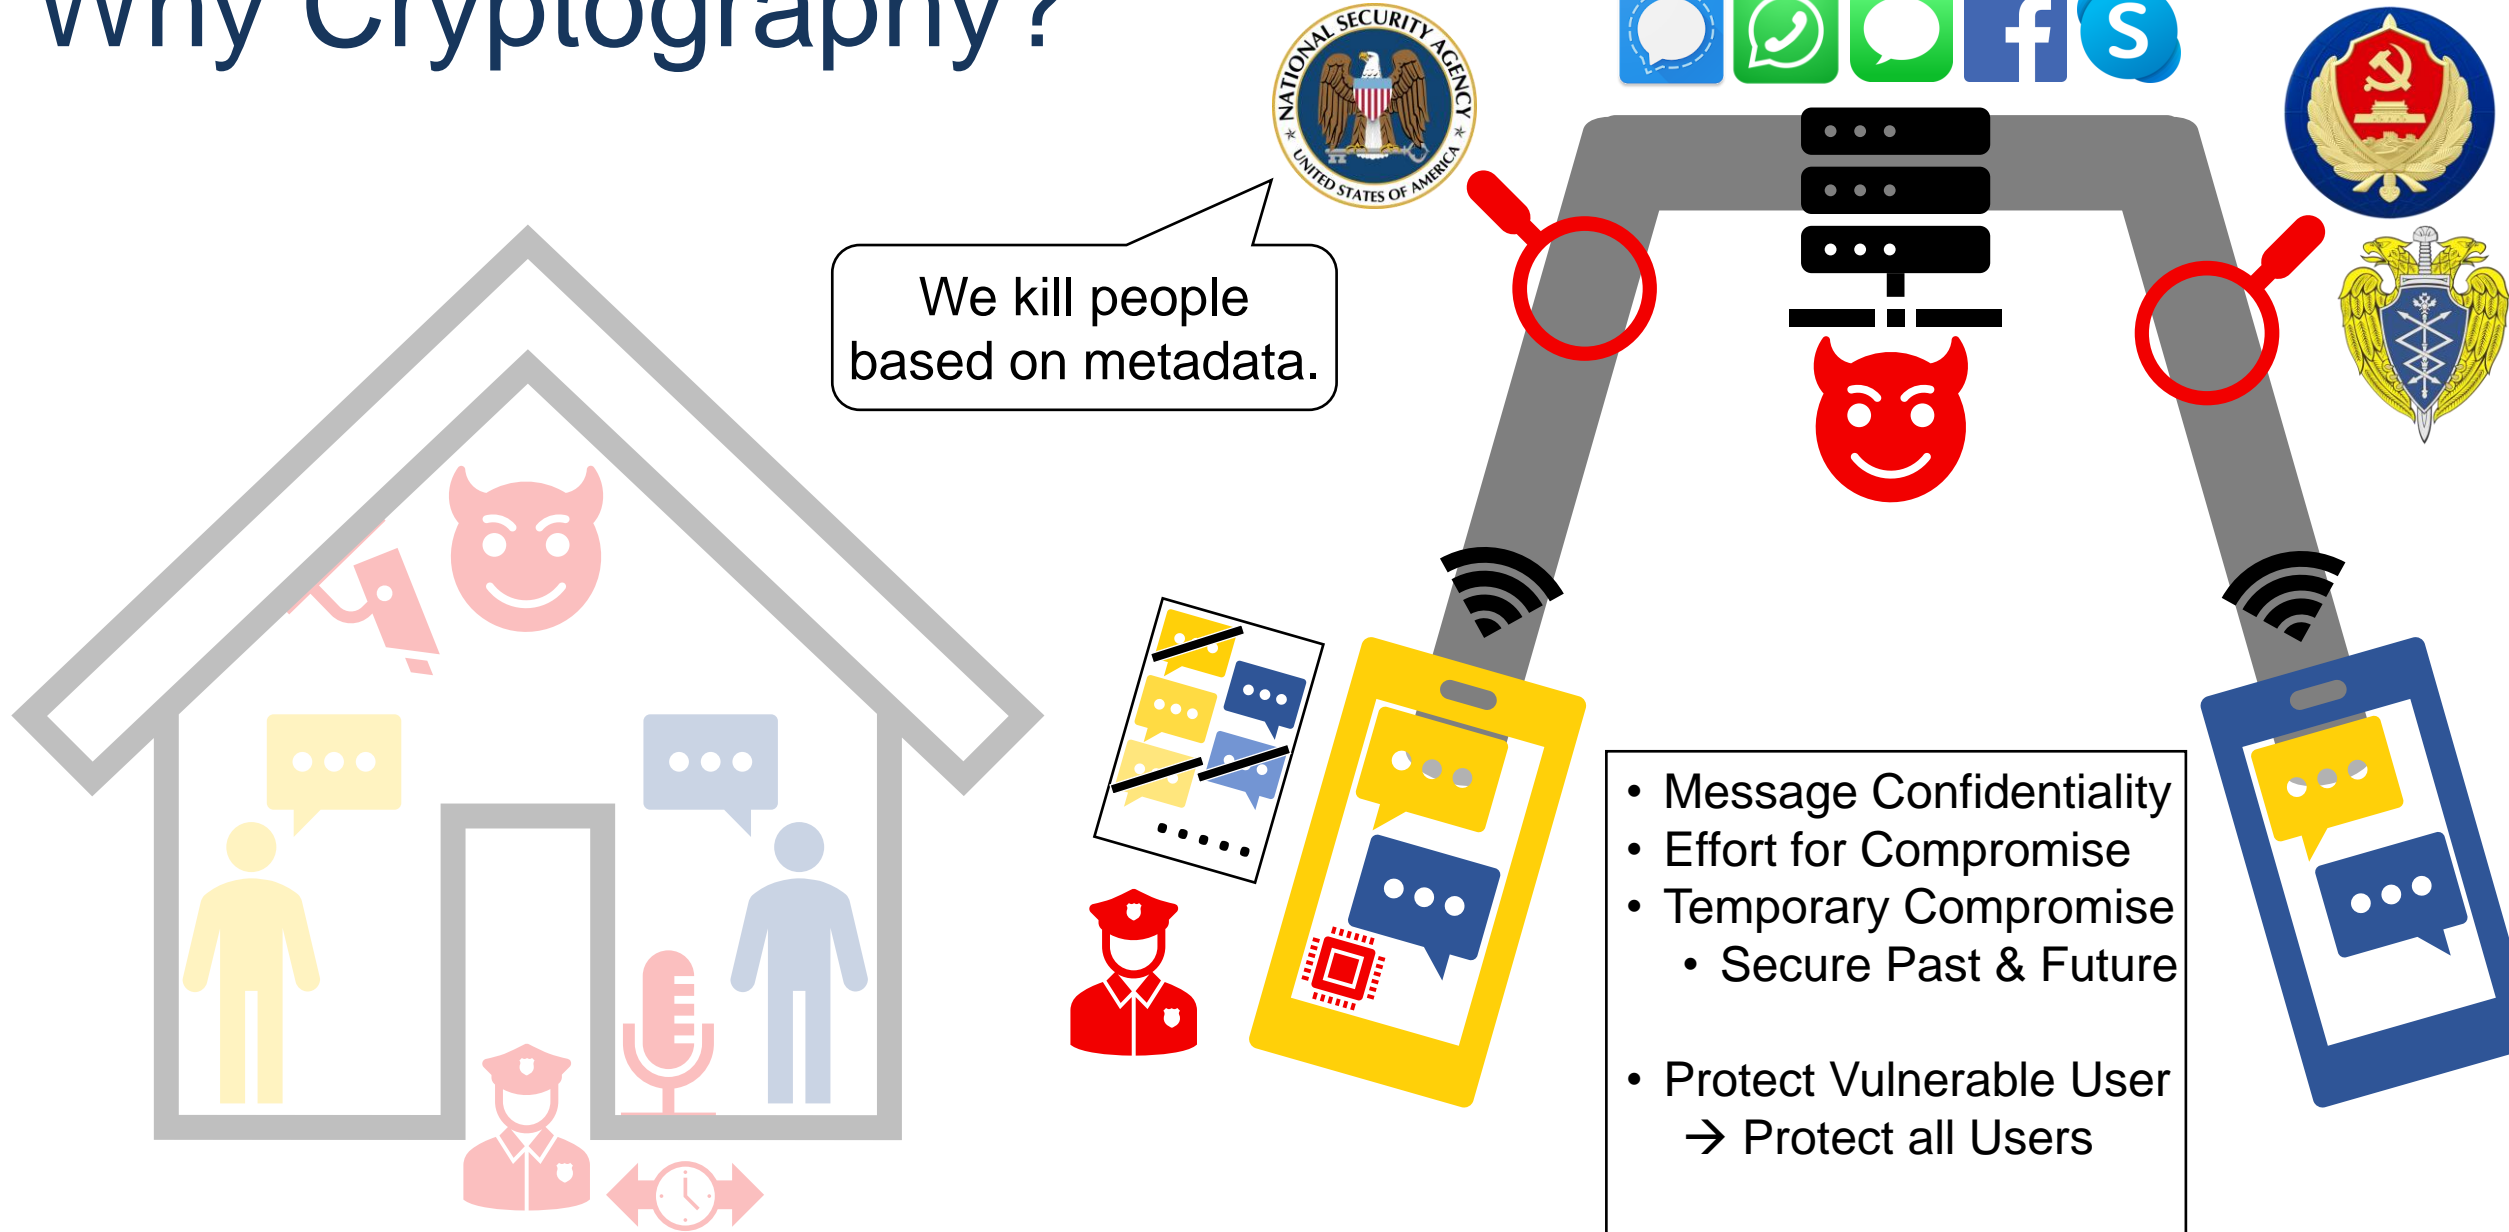 Why Cryptography?
NATIONAL SECURITY AGENCY
UNITED STATES OF AMERICA
f
S
We kill people
based on metadata.
• Message Confidentiality
• Effort for Compromise
• Temporary Compromise
• Secure Past & Future
• Protect Vulnerable User
→ Protect all Users